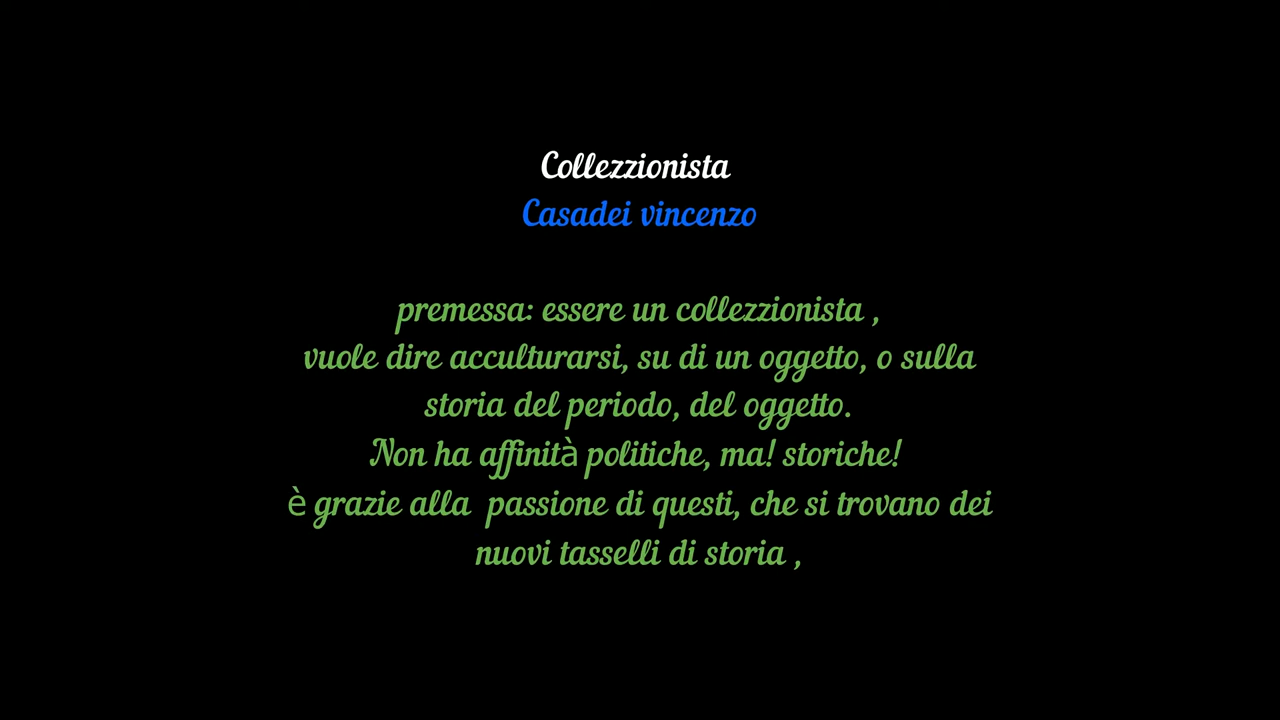 Collezzionista
Casadei vincenzo
premessa: essere un collezzionista ,
vuole dire acculturarsi, su di un oggetto, o sulla
storia del periodo, del oggetto.
Non ha affinità politiche, ma! storiche!
è grazie alla  passione di questi, che si trovano dei
nuovi tasselli di storia ,